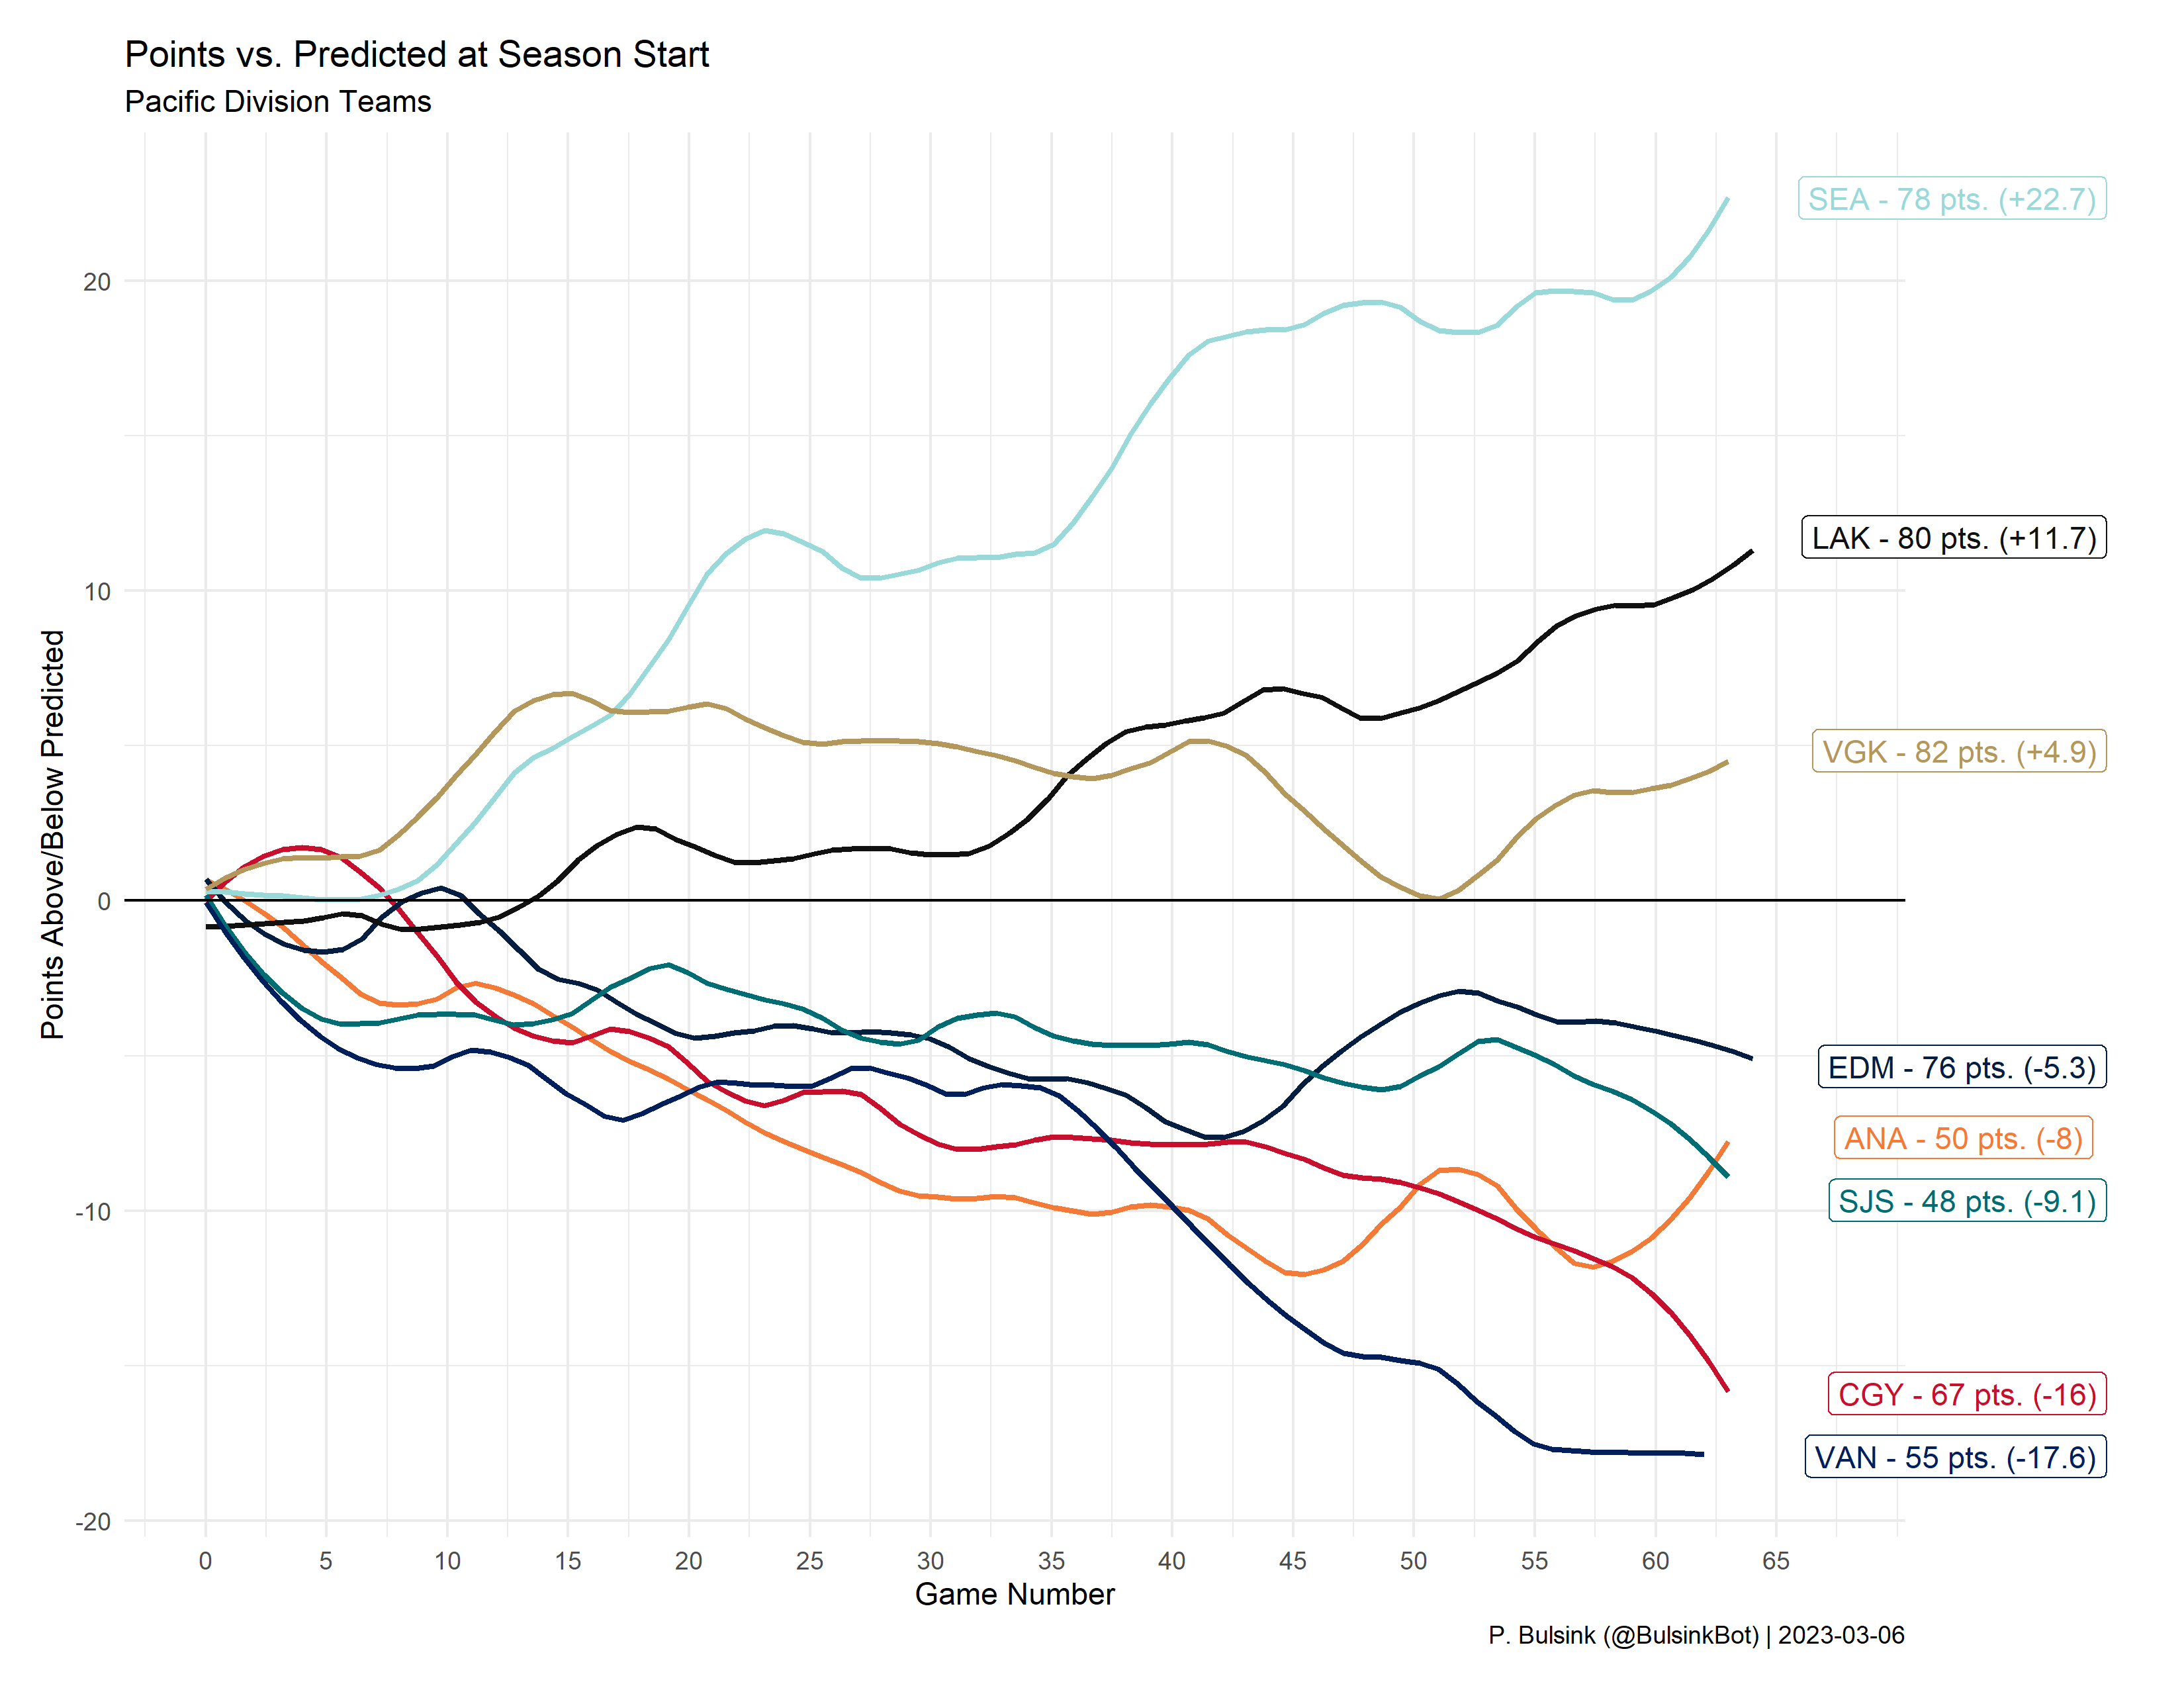 Points vs. Predicted at Season Start
Pacific Division Teams
Points Above/Below Predicted
20
10
0
-10
-20
SEA - 78 pts. (+22.7)
LAK - 80 pts. (+11.7)
VGK - 82 pts. (+4.9)
EDM - 76 pts. (-5.3)
ANA - 50 pts. (-8)
SJS - 48 pts. (-9.1)
CGY - 67 pts. (-16)
VAN - 55 pts. (-17.6)
0 5 10 15 20 25 30 35 40 45 50 55 60 65
Game Number
P. Bulsink (@BulsinkBot) | 2023-03-06